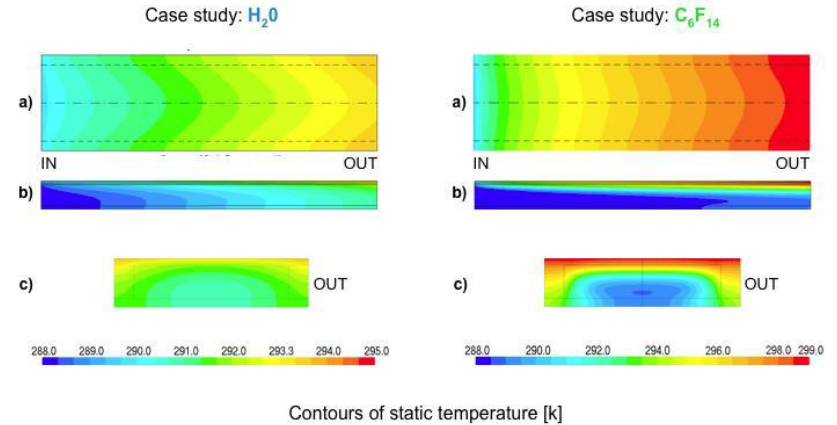 Case study: H₂0
Case study: C₆F₁₄
a)
IN
OUT
b)
c)
OUT
288.0 289.0 290.0 291.0 292.0 293.3 294.0 295.0
a)
IN
OUT
b)
c)
OUT
288.0 290.0 292.0 294.0 296.0 298.0 299.0
Contours of static temperature [k]